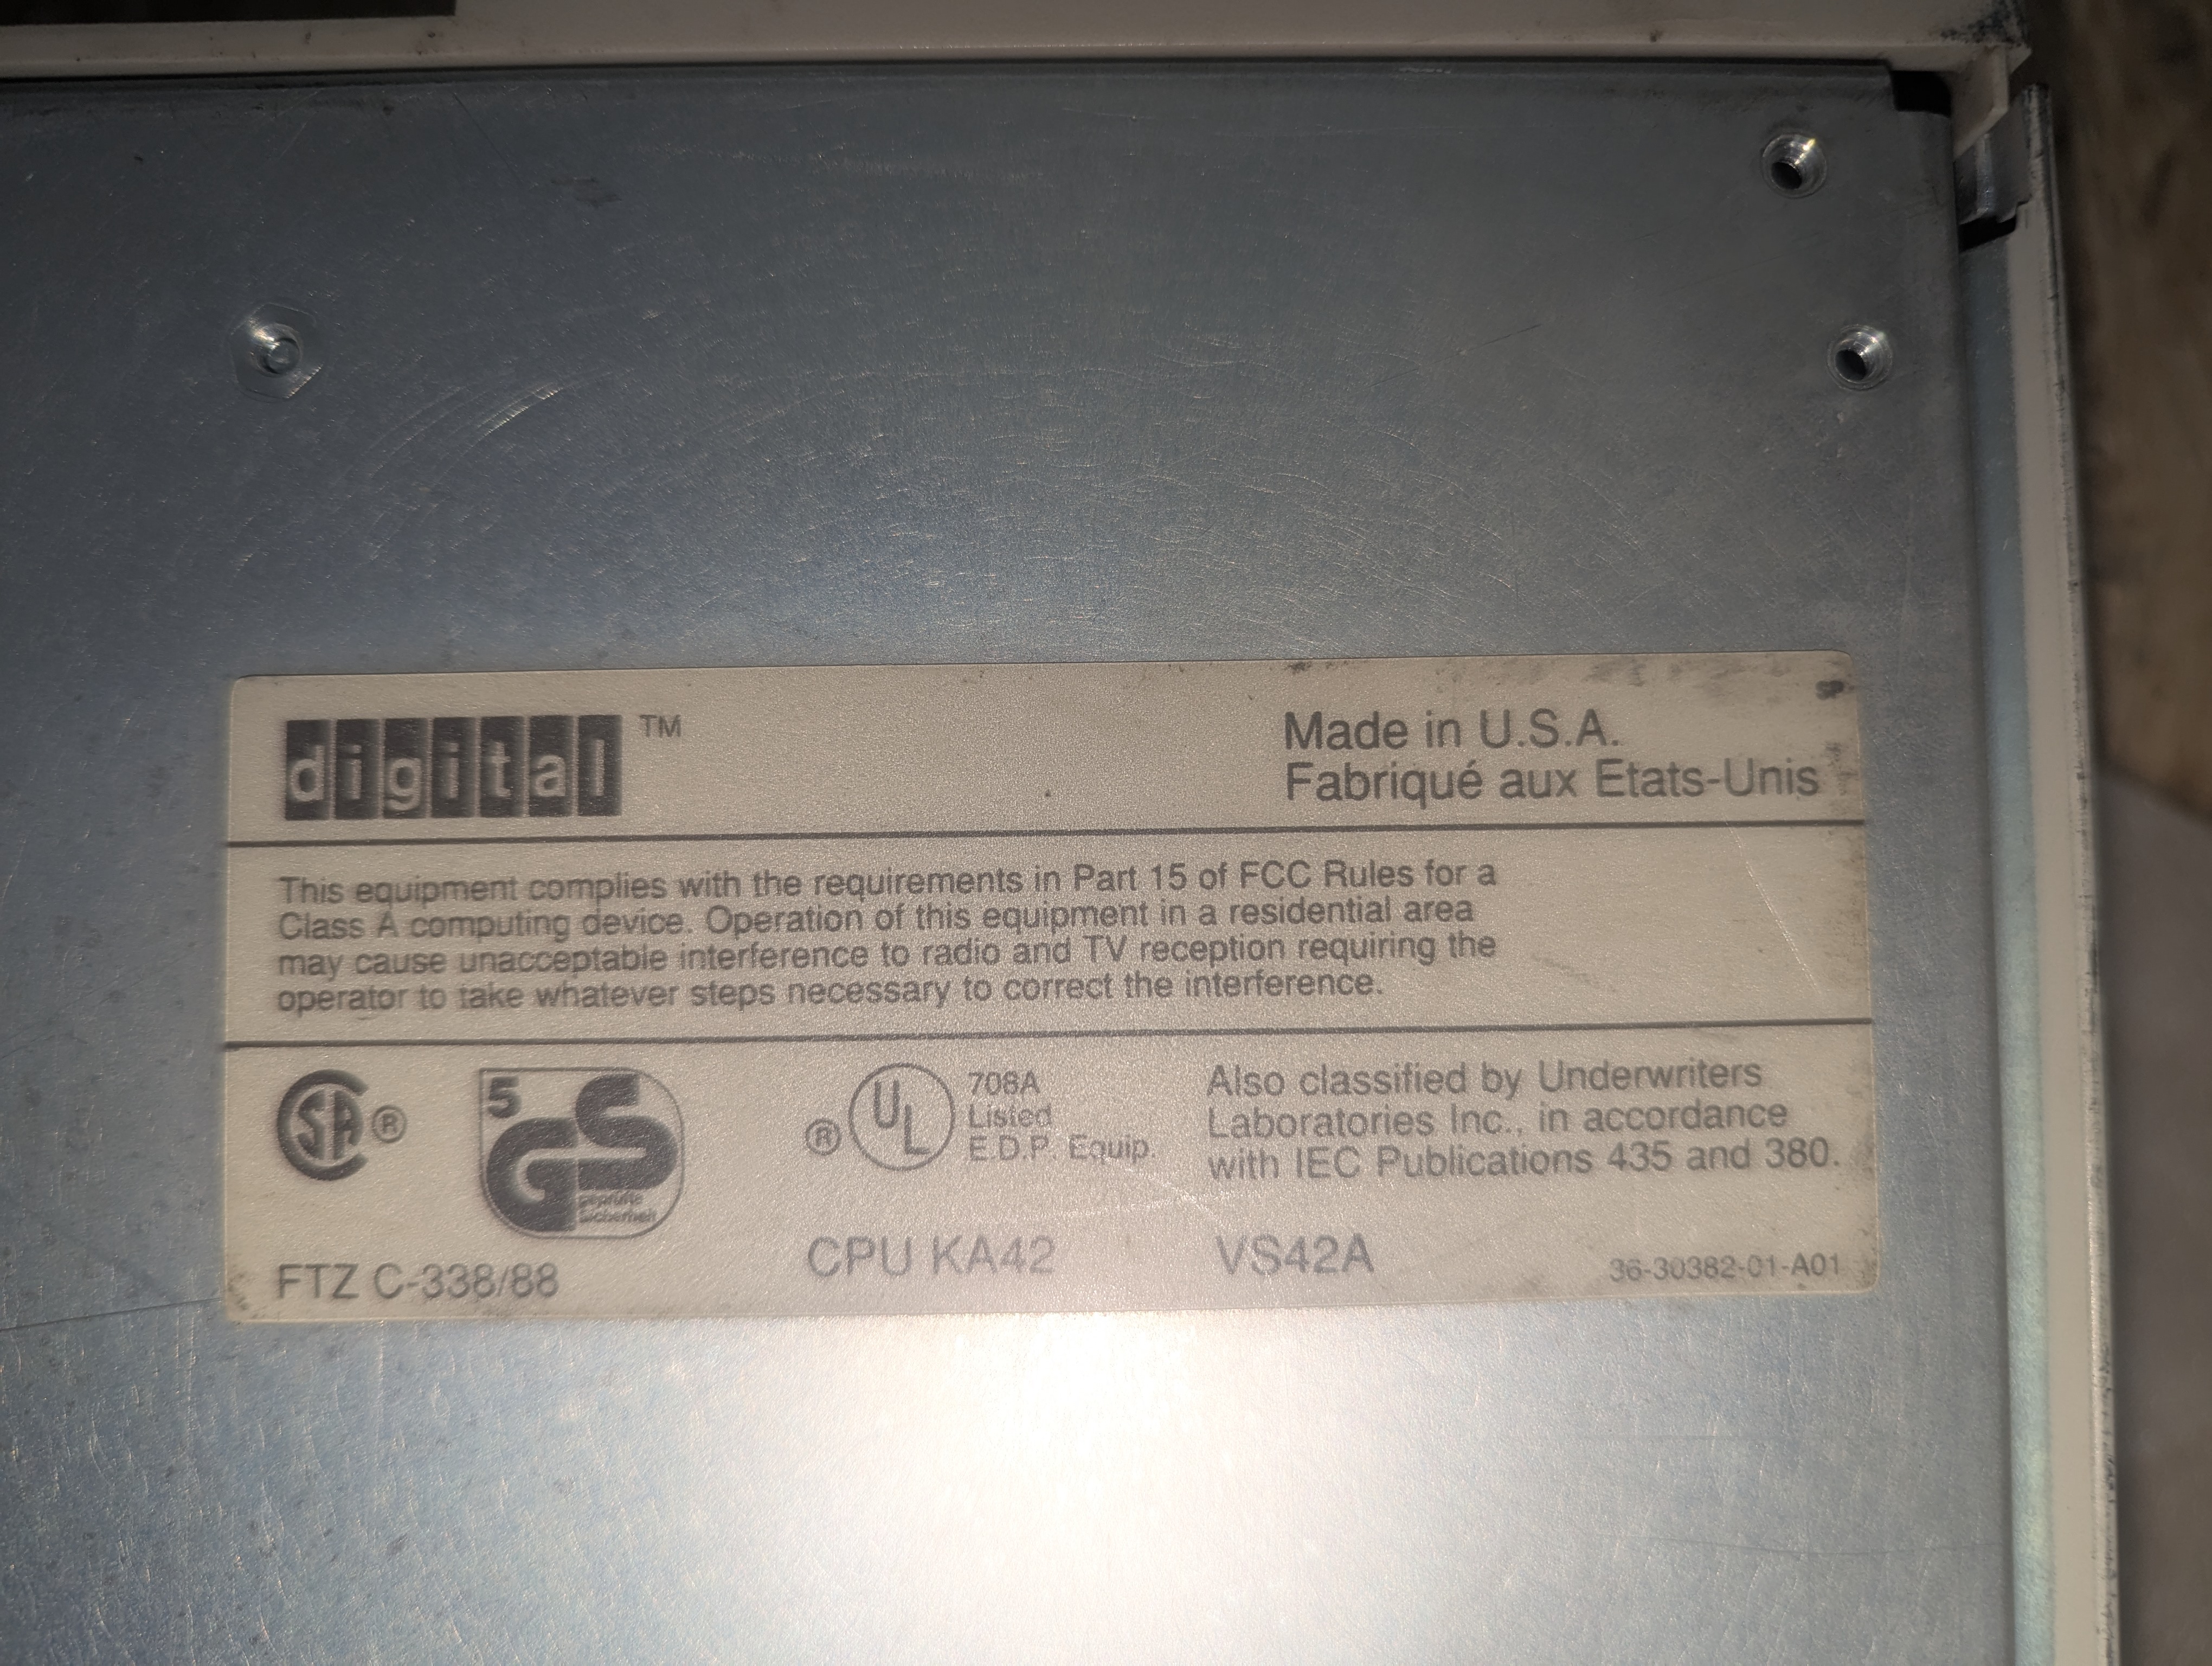 SP
digital TM
Made in U.S.A.
Fabriqué aux Etats-Unis
This equipment complies with the requirements in Part 15 of FCC Rules for a
Class A computing device. Operation of this equipment in a residential area
may cause unacceptable interference to radio and TV reception requiring the
operator to take whatever steps necessary to correct the interference.
SA ®
5
GS
geprüfte
Sicherheit
® UL
708A
Listed
E.D.P. Equip.
Also classified by Underwriters
Laboratories Inc., in accordance
with IEC Publications 435 and 380.
FTZ C-338/88
CPU KA42
VS42A
36-30382-01-A01